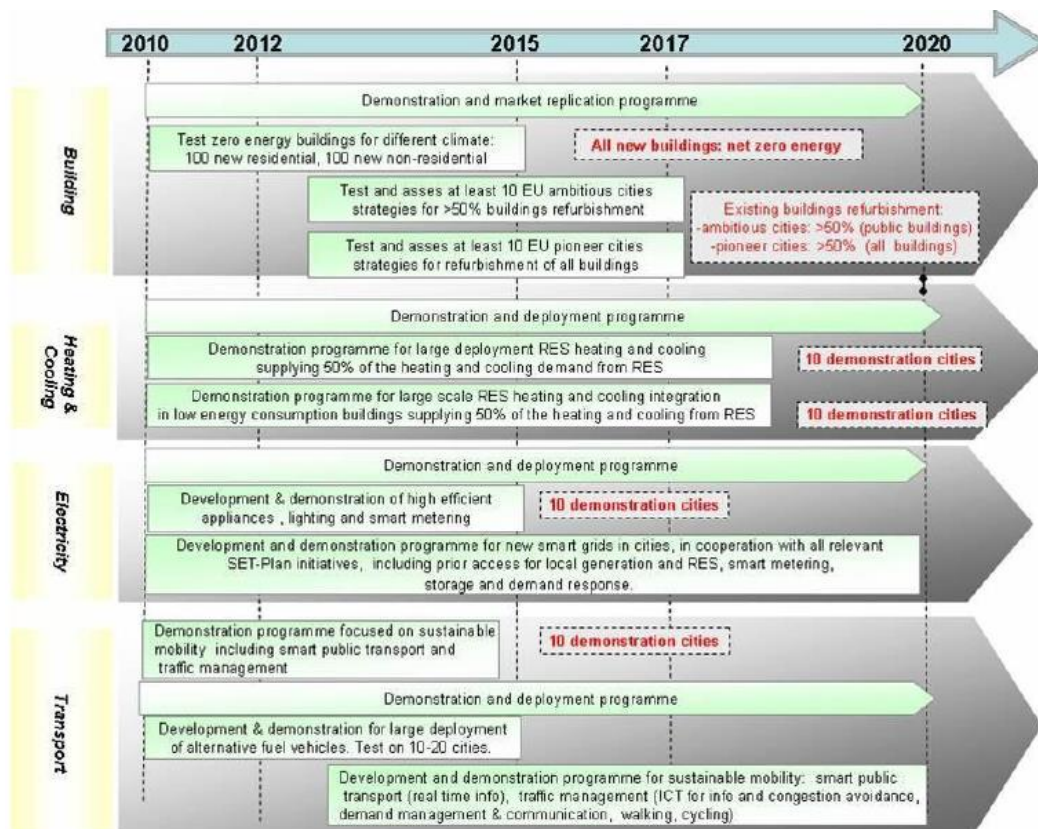 2010 2012 2015 2017 2020
Building
Demonstration and market replication programme
Test zero energy buildings for different climate:
100 new residential, 100 new non-residential
All new buildings: net zero energy
Test and asses at least 10 EU ambitious cities
strategies for >50% buildings refurbishment
Test and asses at least 10 EU pioneer cities
strategies for refurbishment of all buildings
Existing buildings refurbishment:
-ambitious cities: >50% (public buildings)
-pioneer cities: >50% (all buildings)
Heating &
Cooling
Demonstration and deployment programme
Demonstration programme for large deployment RES heating and cooling
supplying 50% of the heating and cooling demand from RES
10 demonstration cities
Demonstration programme for large scale RES heating and cooling integration
in low energy consumption buildings supplying 50% of the heating and cooling from RES
10 demonstration cities
Electricity
Demonstration and deployment programme
Development & demonstration of high efficient
appliances , lighting and smart metering
10 demonstration cities
Development and demonstration programme for new smart grids in cities, in cooperation with all relevant
SET-Plan initiatives, including prior access for local generation and RES, smart metering,
storage and demand response.
Transport
Demonstration programme focused on sustainable
mobility including smart public transport and
traffic management
10 demonstration cities
Demonstration and deployment programme
Development & demonstration for large deployment
of alternative fuel vehicles. Test on 10-20 cities.
Development and demonstration programme for sustainable mobility: smart public
transport (real time info), traffic management (ICT for info and congestion avoidance,
demand management & communication, walking, cycling)